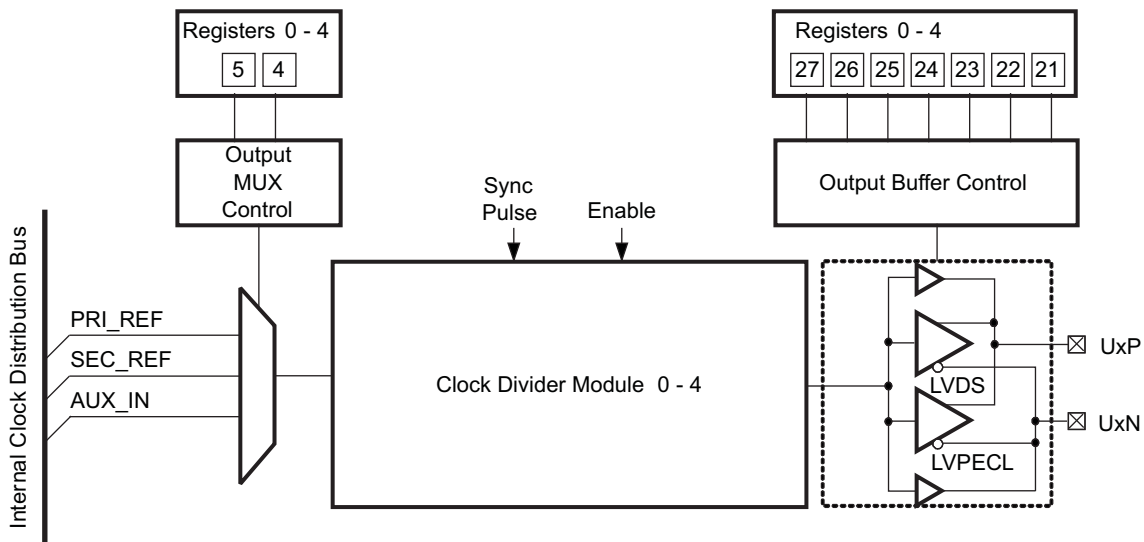 Registers 0 - 4
5 4
Registers 0 - 4
27 26 25 24 23 22 21
Output
MUX
Control
Output Buffer Control
Sync
Pulse
Enable
Internal Clock Distribution Bus
PRI_REF
SEC_REF
AUX_IN
Clock Divider Module 0 - 4
LVDS
LVPECL
UxP
UxN